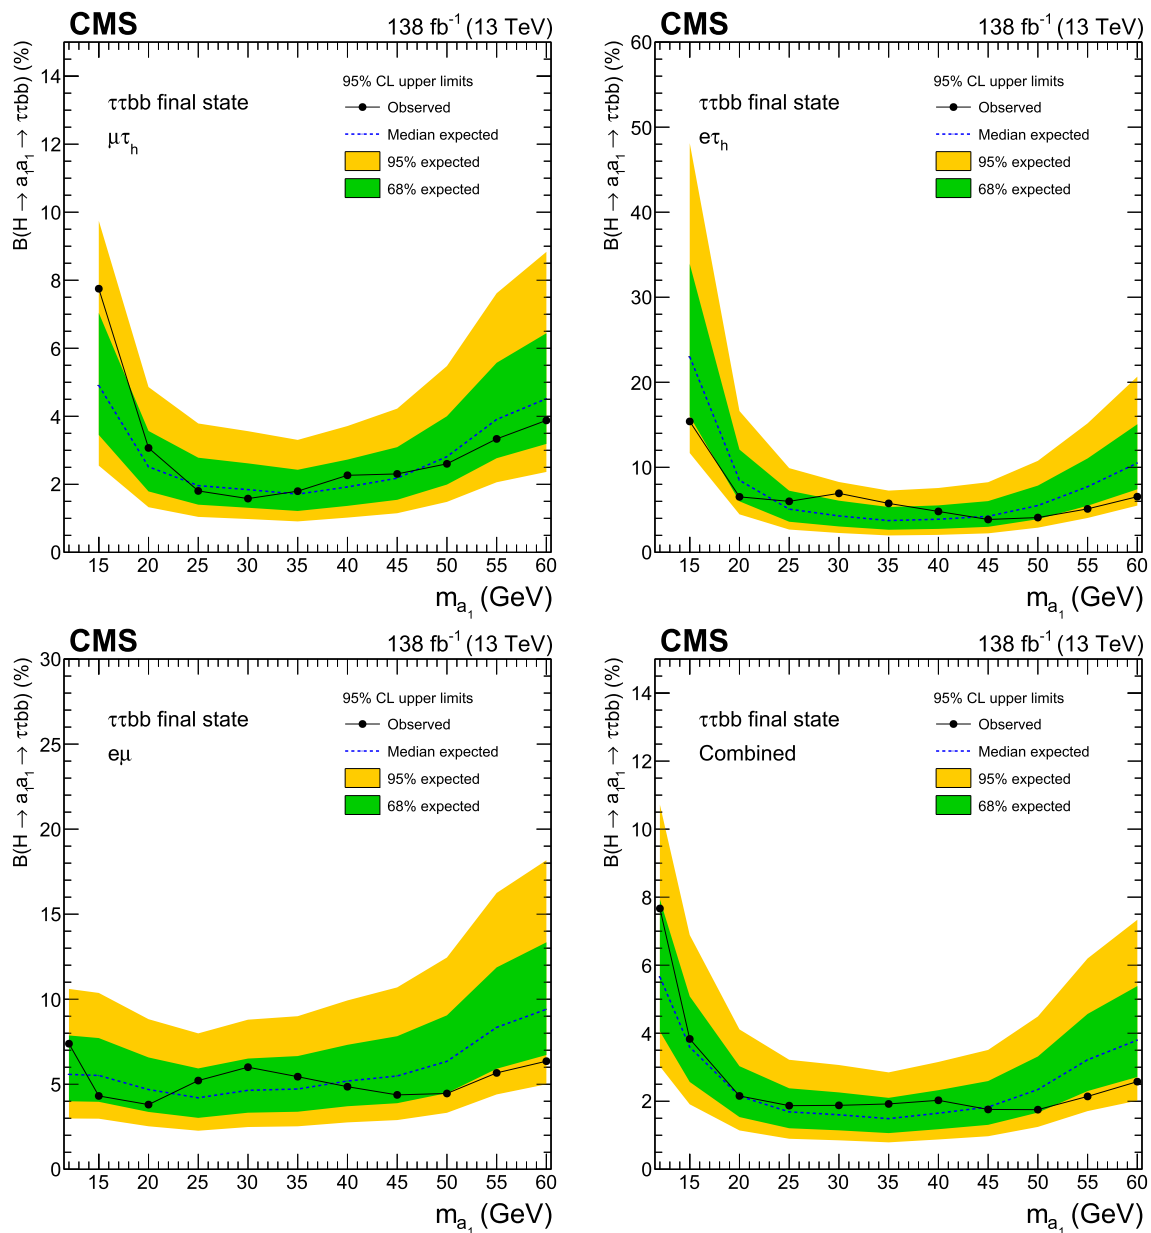 CMS 138 fb⁻¹ (13 TeV)
B(H → a₁a₁ → ττbb) (%)
14
12
10
8
6
4
2
0
ττbb final state
μτₕ
95% CL upper limits
Observed
Median expected
95% expected
68% expected
15 20 25 30 35 40 45 50 55 60
m_a₁ (GeV)
CMS 138 fb⁻¹ (13 TeV)
B(H → a₁a₁ → ττbb) (%)
60
50
40
30
20
10
0
ττbb final state
eτₕ
95% CL upper limits
Observed
Median expected
95% expected
68% expected
15 20 25 30 35 40 45 50 55 60
m_a₁ (GeV)
CMS 138 fb⁻¹ (13 TeV)
B(H → a₁a₁ → ττbb) (%)
30
25
20
15
10
5
0
ττbb final state
eμ
95% CL upper limits
Observed
Median expected
95% expected
68% expected
15 20 25 30 35 40 45 50 55 60
m_a₁ (GeV)
CMS 138 fb⁻¹ (13 TeV)
B(H → a₁a₁ → ττbb) (%)
14
12
10
8
6
4
2
0
ττbb final state
Combined
95% CL upper limits
Observed
Median expected
95% expected
68% expected
15 20 25 30 35 40 45 50 55 60
m_a₁ (GeV)